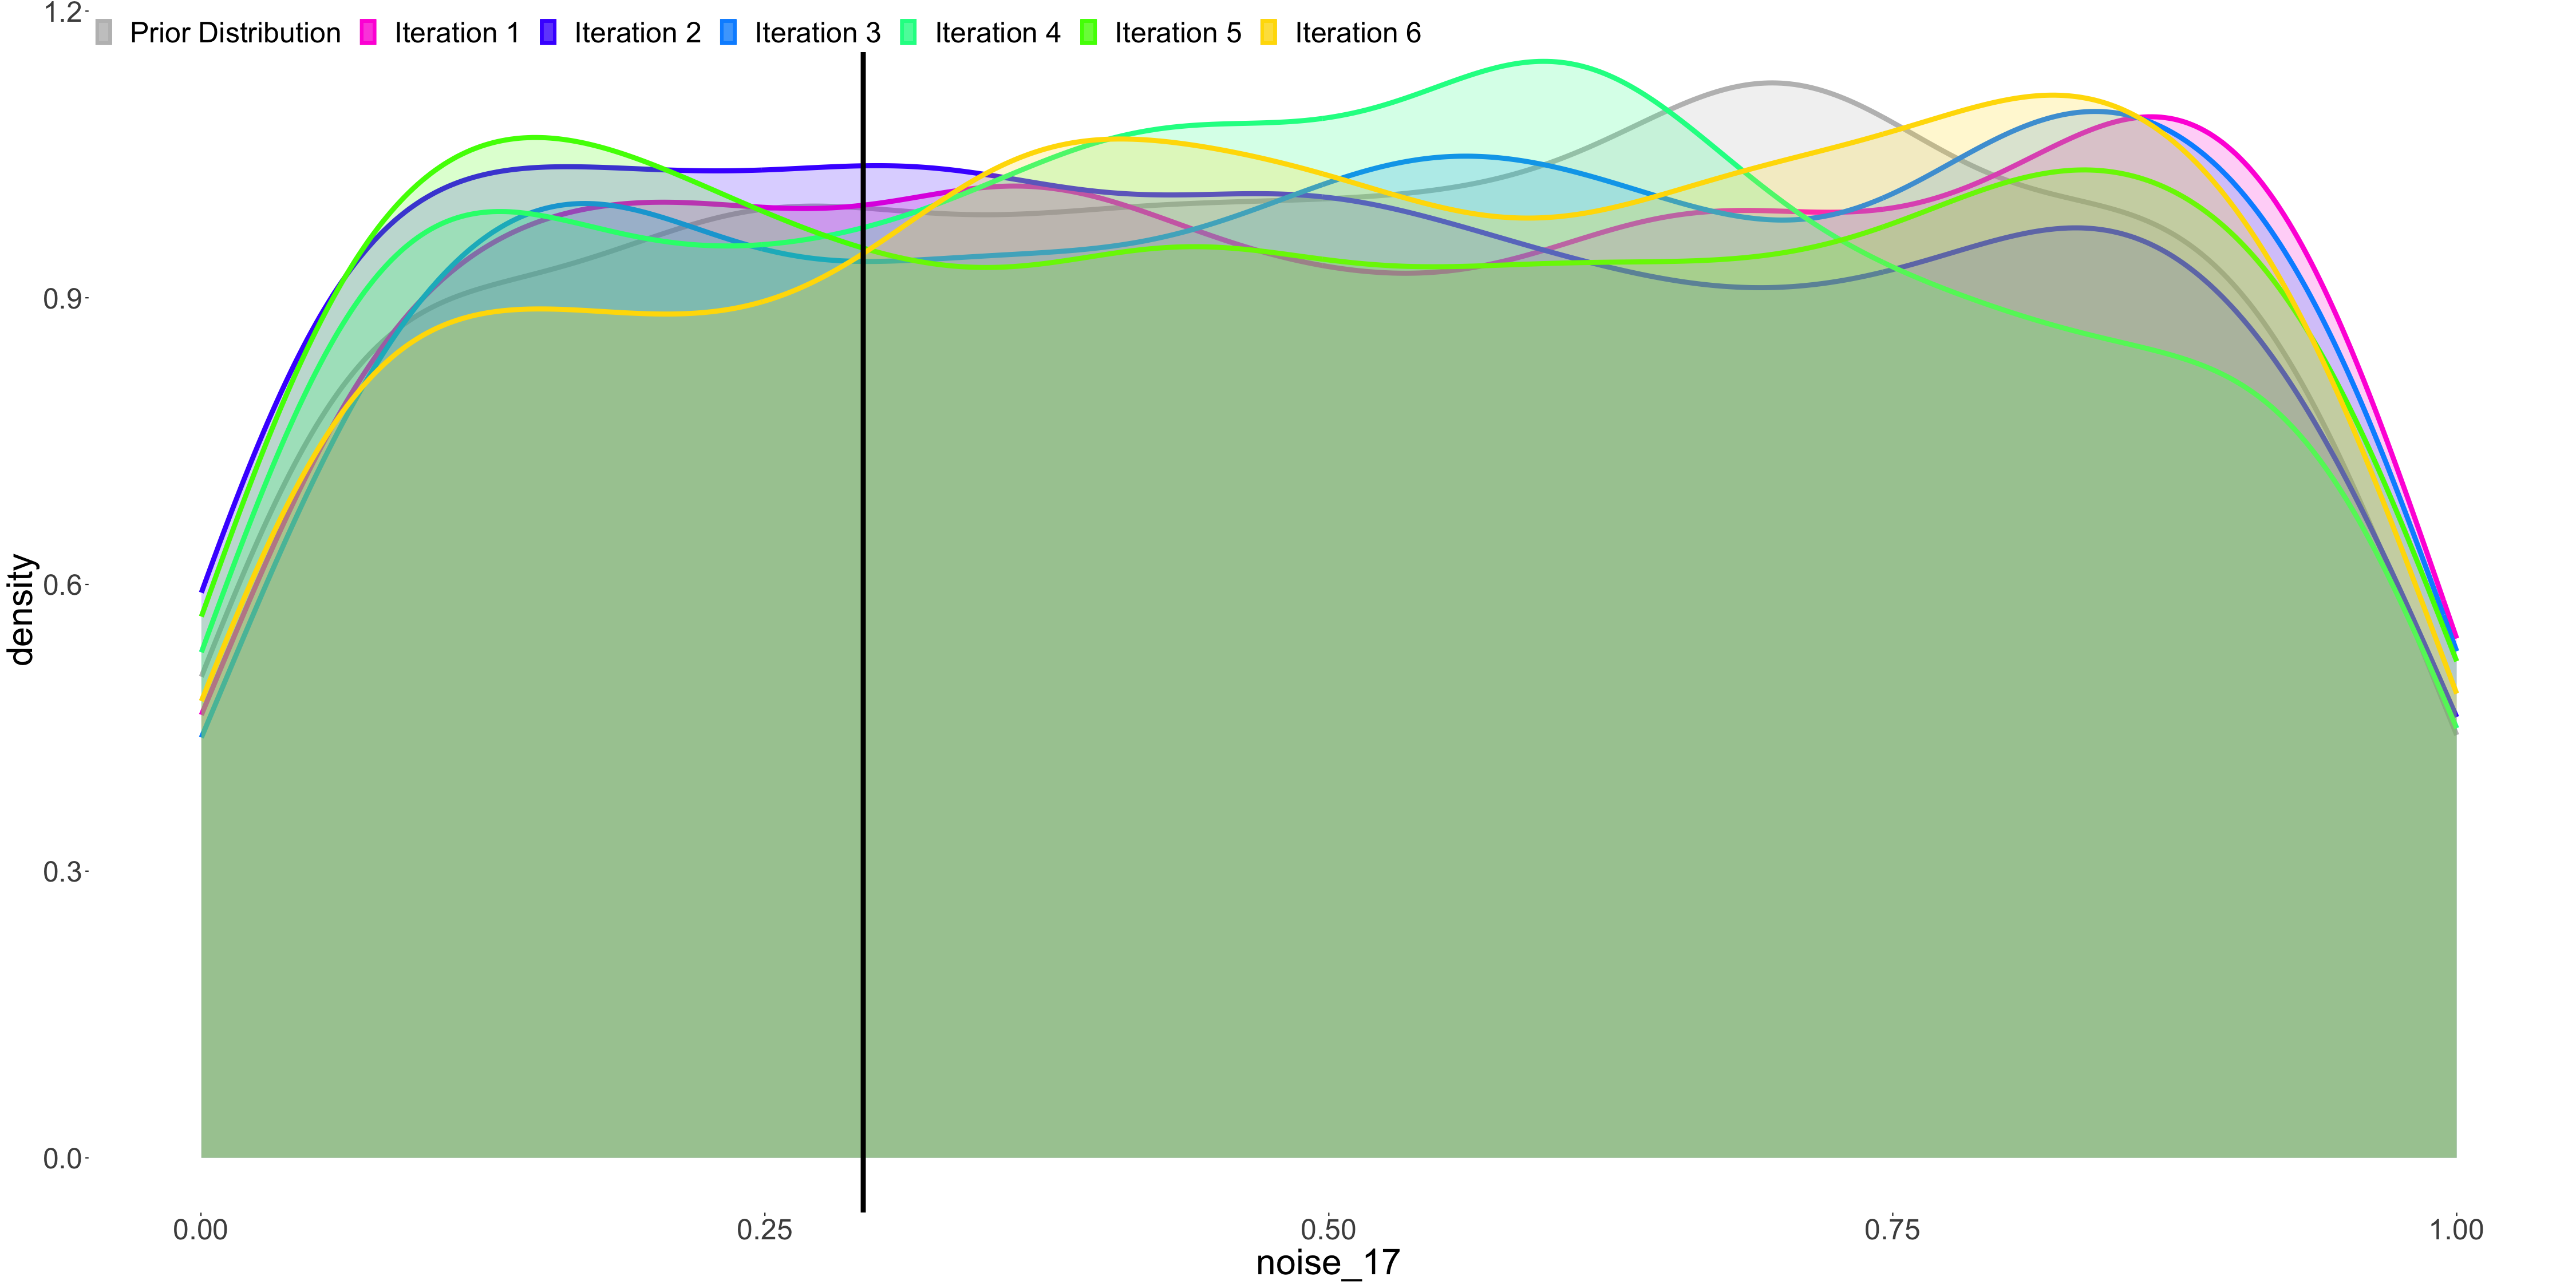 1.2
Prior Distribution Iteration 1 Iteration 2 Iteration 3 Iteration 4 Iteration 5 Iteration 6
0.9
0.6
density
0.3
0.0
0.00 0.25 0.50 0.75 1.00
noise_17